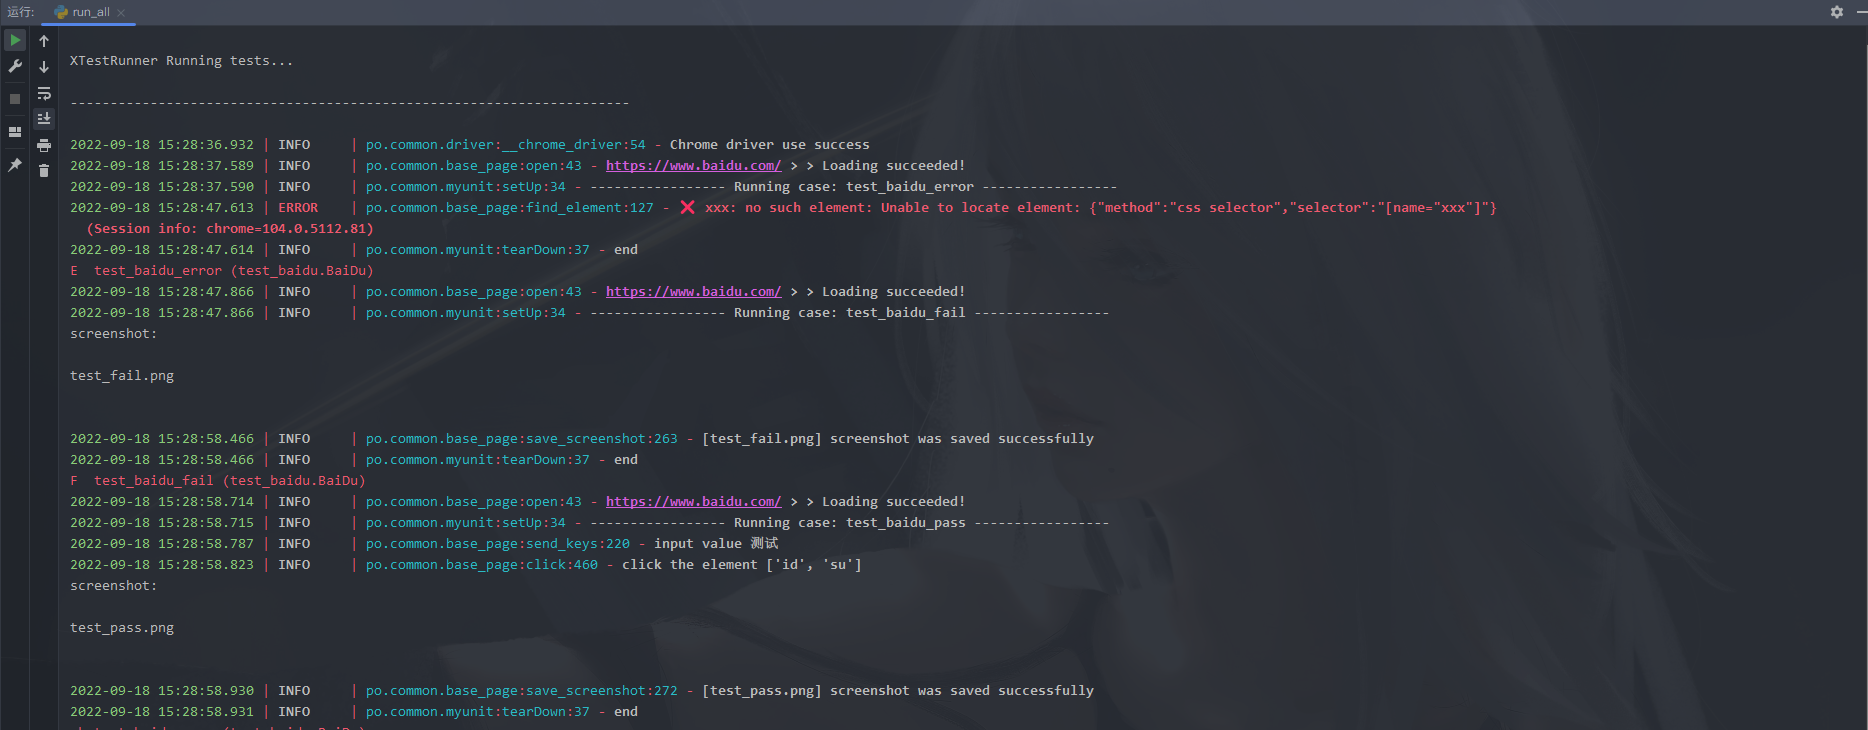 运行:
run_all
XTestRunner Running tests...
----------------------------------------------------------------------
2022-09-18 15:28:36.932 | INFO     | po.common.driver:__chrome_driver:54 - Chrome driver use success
2022-09-18 15:28:37.589 | INFO     | po.common.base_page:open:43 - https://www.baidu.com/ > > Loading succeeded!
2022-09-18 15:28:37.590 | INFO     | po.common.myunit:setUp:34 - ----------------- Running case: test_baidu_error -----------------
2022-09-18 15:28:47.613 | ERROR    | po.common.base_page:find_element:127 - ❌ xxx: no such element: Unable to locate element: {"method":"css selector","selector":"[name="xxx"]"}
(Session info: chrome=104.0.5112.81)
2022-09-18 15:28:47.614 | INFO     | po.common.myunit:tearDown:37 - end
E  test_baidu_error (test_baidu.BaiDu)
2022-09-18 15:28:47.866 | INFO     | po.common.base_page:open:43 - https://www.baidu.com/ > > Loading succeeded!
2022-09-18 15:28:47.866 | INFO     | po.common.myunit:setUp:34 - ----------------- Running case: test_baidu_fail -----------------
screenshot:
test_fail.png
2022-09-18 15:28:58.466 | INFO     | po.common.base_page:save_screenshot:263 - [test_fail.png] screenshot was saved successfully
2022-09-18 15:28:58.466 | INFO     | po.common.myunit:tearDown:37 - end
F  test_baidu_fail (test_baidu.BaiDu)
2022-09-18 15:28:58.714 | INFO     | po.common.base_page:open:43 - https://www.baidu.com/ > > Loading succeeded!
2022-09-18 15:28:58.715 | INFO     | po.common.myunit:setUp:34 - ----------------- Running case: test_baidu_pass -----------------
2022-09-18 15:28:58.787 | INFO     | po.common.base_page:send_keys:220 - input value 测试
2022-09-18 15:28:58.823 | INFO     | po.common.base_page:click:460 - click the element ['id', 'su']
screenshot:
test_pass.png
2022-09-18 15:28:58.930 | INFO     | po.common.base_page:save_screenshot:272 - [test_pass.png] screenshot was saved successfully
2022-09-18 15:28:58.931 | INFO     | po.common.myunit:tearDown:37 - end